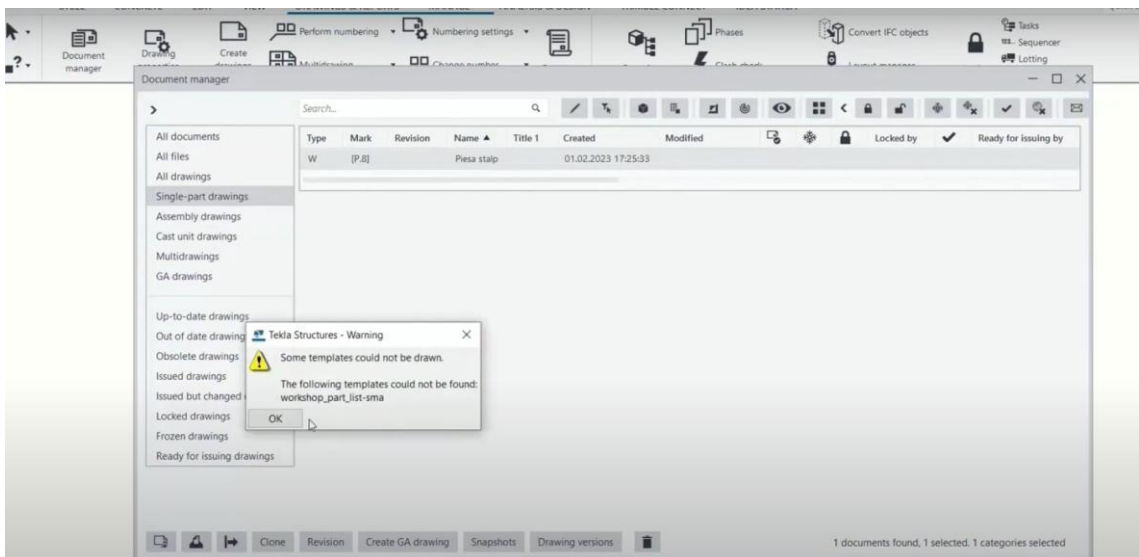 DRAWINGS & REPORTS
MANAGE
Perform numbering
Numbering settings
Phases
Convert IFC objects
Tasks
Sequencer
Lotting
Document manager
Drawing
Create
Document manager
Search...
All documents
All files
All drawings
Single-part drawings
Assembly drawings
Cast unit drawings
Multidrawings
GA drawings
Up-to-date drawings
Out of date drawing
Obsolete drawings
Issued drawings
Issued but changed
Locked drawings
Frozen drawings
Ready for issuing drawings
Type Mark Revision Name Title 1 Created Modified Locked by Ready for issuing by
W [P.8] Piesa stalp 01.02.2023 17:25:33
Tekla Structures - Warning
Some templates could not be drawn.
The following templates could not be found:
workshop_part_list-sma
OK
Clone Revision Create GA drawing Snapshots Drawing versions
1 documents found, 1 selected. 1 categories selected